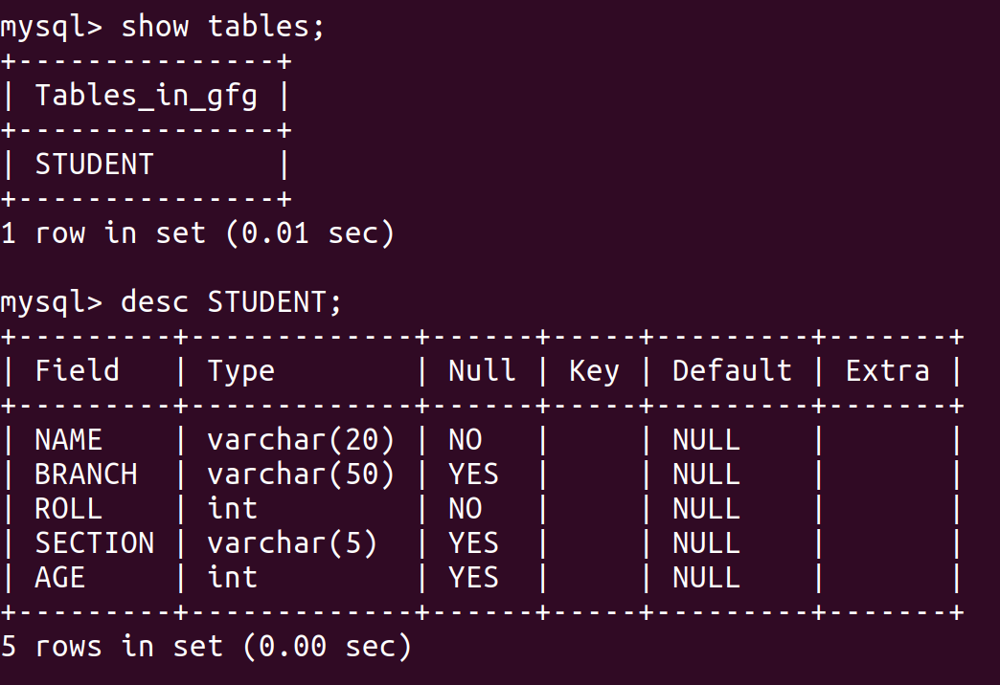 mysql> show tables;
+---------------+
| Tables_in_gfg |
+---------------+
| STUDENT       |
+---------------+
1 row in set (0.01 sec)

mysql> desc STUDENT;
+---------+-------------+------+-----+---------+-------+
| Field   | Type        | Null | Key | Default | Extra |
+---------+-------------+------+-----+---------+-------+
| NAME    | varchar(20) | NO   |     | NULL    |       |
| BRANCH  | varchar(50) | YES  |     | NULL    |       |
| ROLL    | int         | NO   |     | NULL    |       |
| SECTION | varchar(5)  | YES  |     | NULL    |       |
| AGE     | int         | YES  |     | NULL    |       |
+---------+-------------+------+-----+---------+-------+
5 rows in set (0.00 sec)